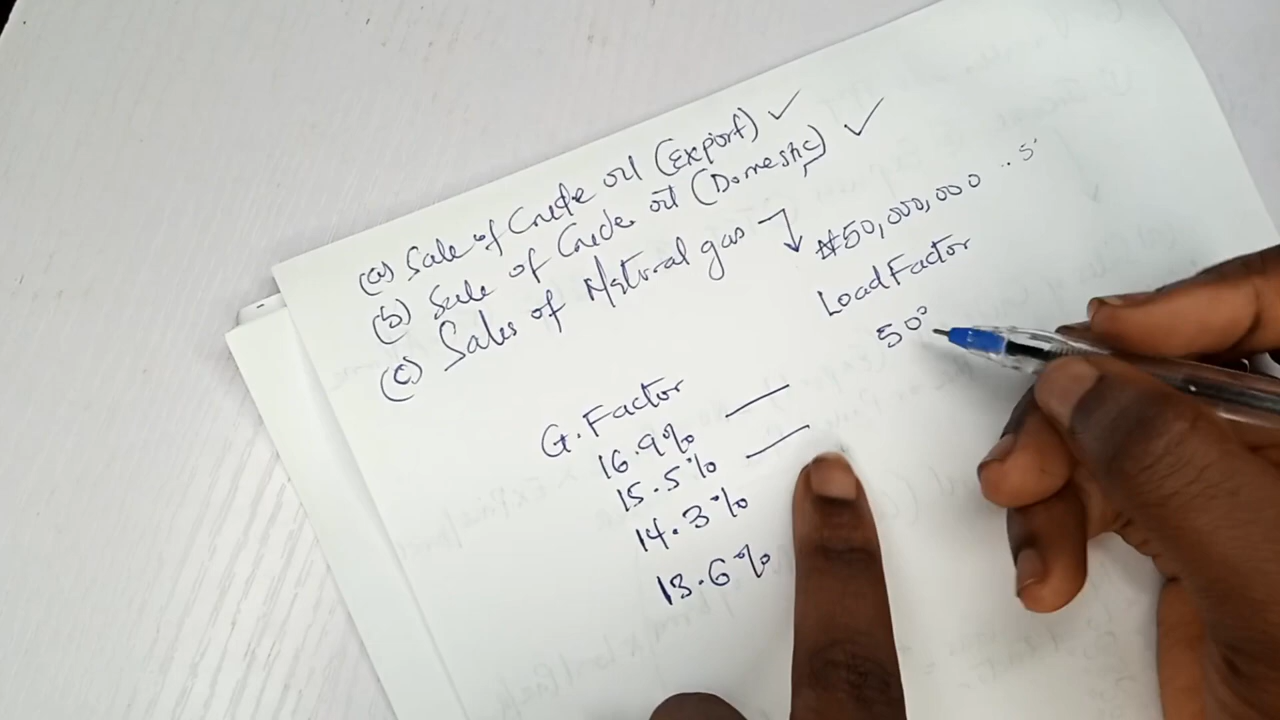 (a) Sale of Crude oil (Export) ✓
(b) Sale of Crude oil (Domestic) ✓
(c) Sales of Natural gas
₦50,000,000
Load Factor
50
G. Factor
16.9%
15.5%
14.3%
13.6%